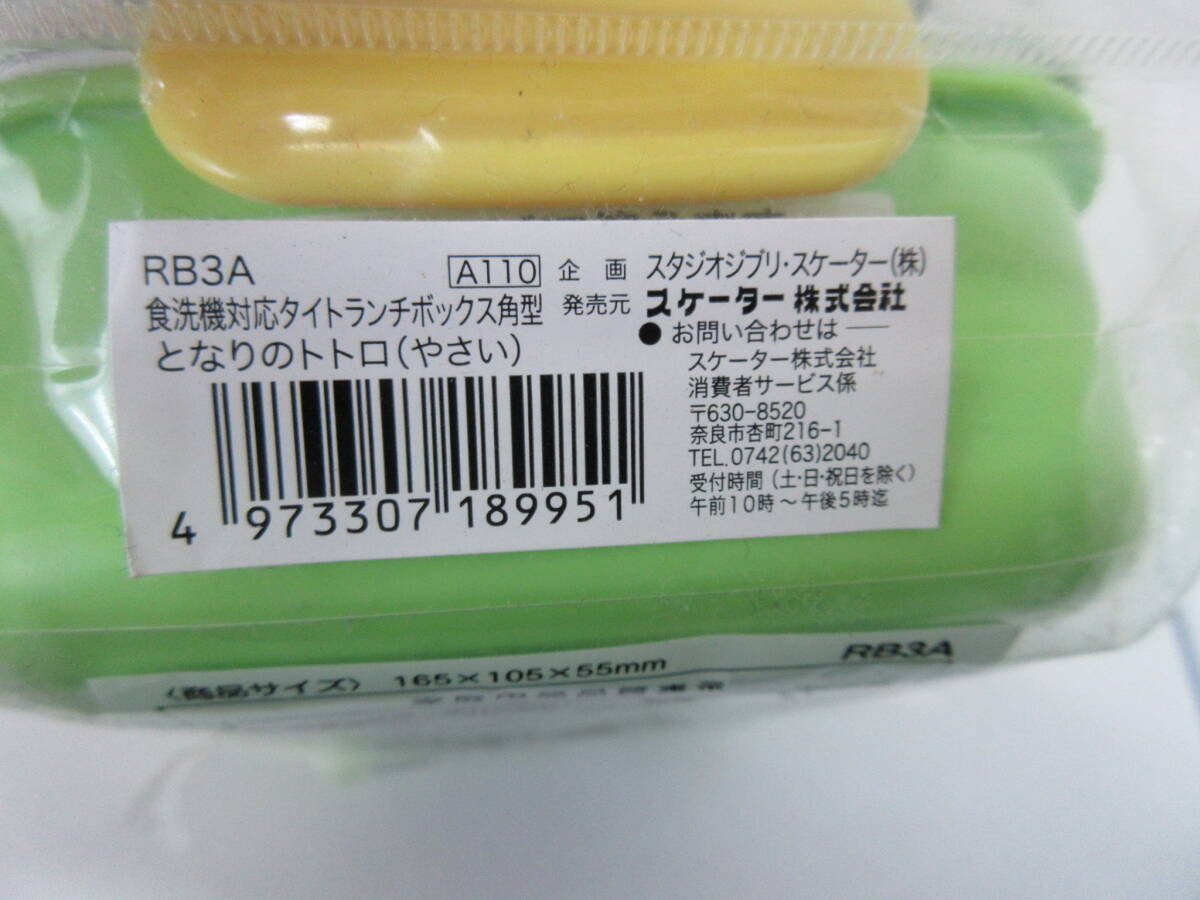 RB3A
食洗機対応タイトランチボックス角型
となりのトトロ(やさい)
4 973307 189951
A110 企画 スタジオジブリ・スケーター(株)
発売元 スケーター株式会社
●お問い合わせは──
スケーター株式会社
消費者サービス係
〒630-8520
奈良市杏町216-1
TEL.0742(63)2040
受付時間(土・日・祝日を除く)
午前10時～午後5時迄
〈商品サイズ〉 165×105×55mm
RB3A